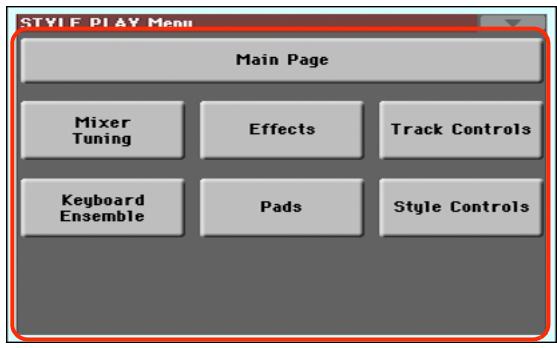 STYLE PLAY Menu
Main Page
Mixer
Tuning
Effects
Track Controls
Keyboard
Ensemble
Pads
Style Controls